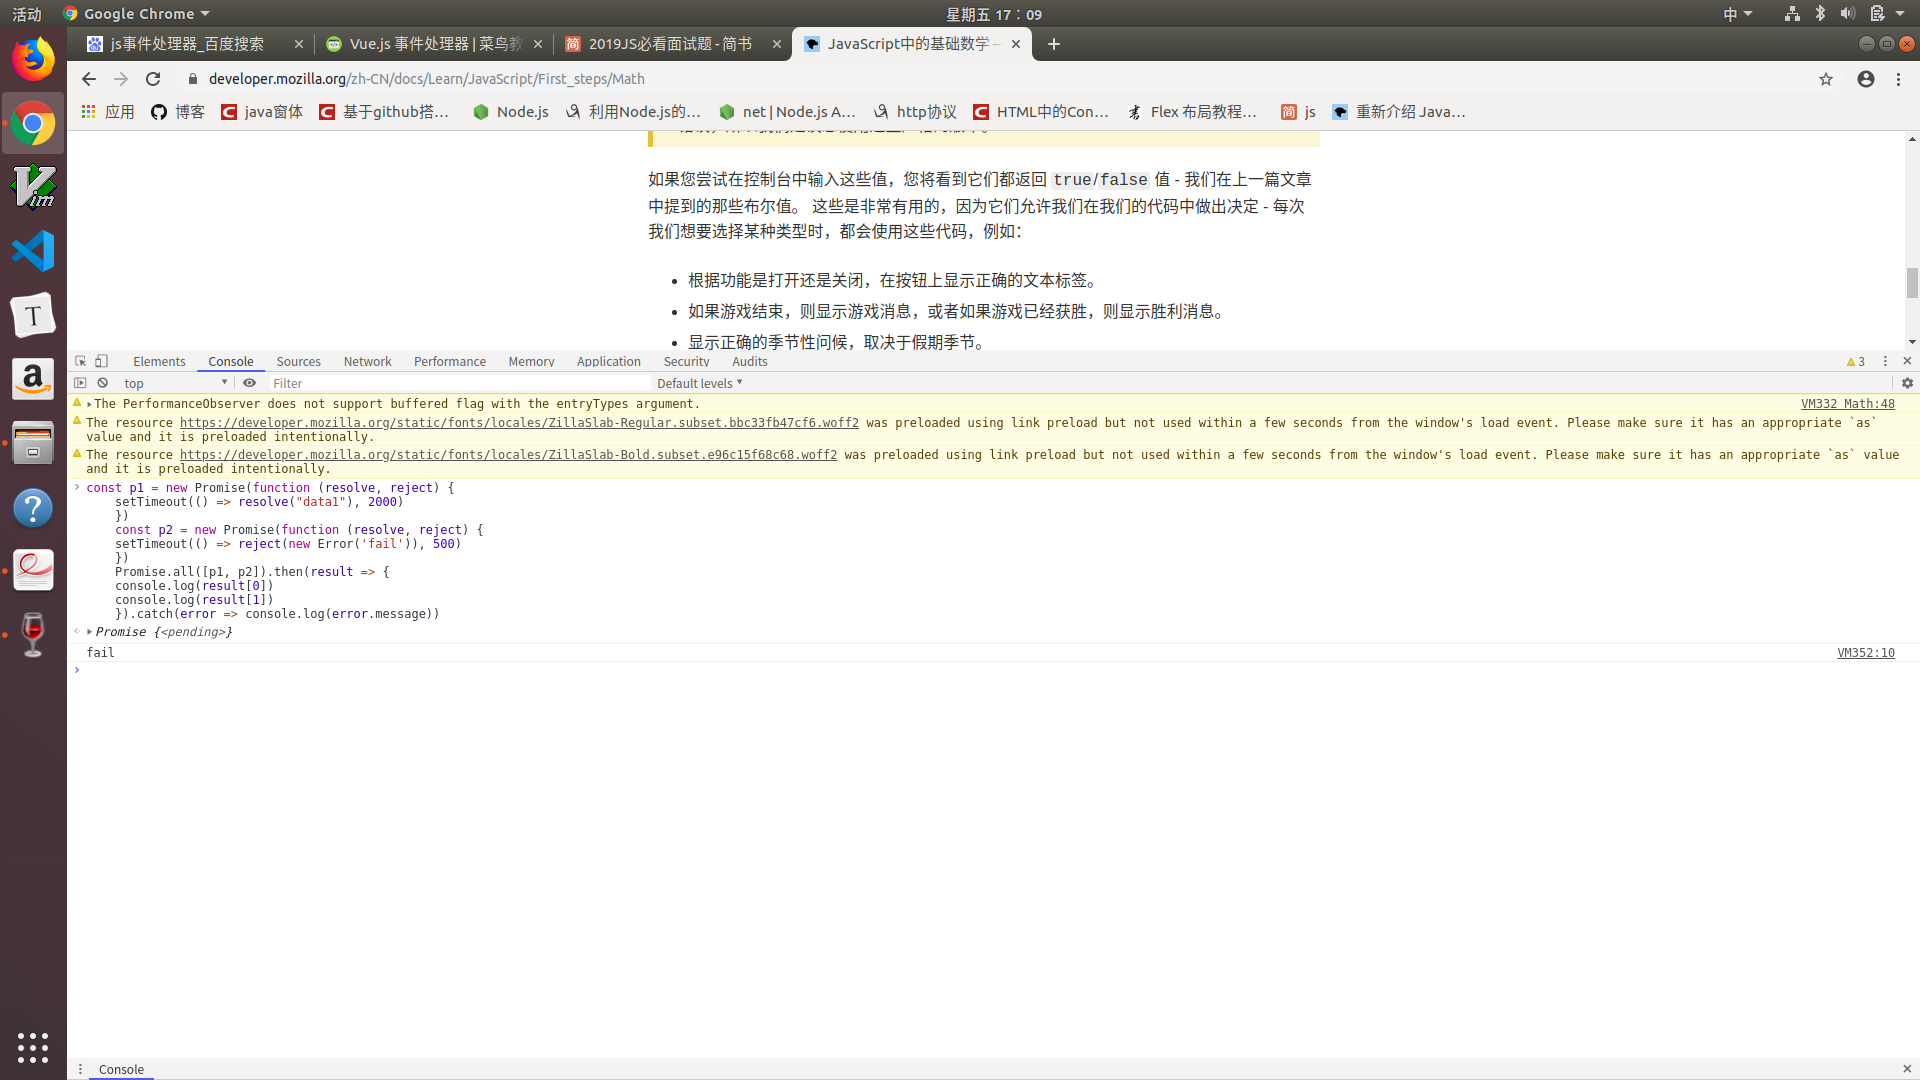 活动
Google Chrome
星期五 17：09
中
js事件处理器_百度搜索
Vue.js 事件处理器 | 菜鸟教
2019JS必看面试题 - 简书
JavaScript中的基础数学 -
developer.mozilla.org/zh-CN/docs/Learn/JavaScript/First_steps/Math
应用
博客
java窗体
基于github搭…
Node.js
利用Node.js的…
net | Node.js A…
http协议
HTML中的Con…
Flex 布局教程…
js
重新介绍 Java…
如果您尝试在控制台中输入这些值，您将看到它们都返回 true/false 值 - 我们在上一篇文章
中提到的那些布尔值。 这些是非常有用的，因为它们允许我们在我们的代码中做出决定 - 每次
我们想要选择某种类型时，都会使用这些代码，例如：
根据功能是打开还是关闭，在按钮上显示正确的文本标签。
如果游戏结束，则显示游戏消息，或者如果游戏已经获胜，则显示胜利消息。
显示正确的季节性问候，取决于假期季节。
Elements Console Sources Network Performance Memory Application Security Audits
3
top
Filter
Default levels
The PerformanceObserver does not support buffered flag with the entryTypes argument.
VM332 Math:48
The resource https://developer.mozilla.org/static/fonts/locales/ZillaSlab-Regular.subset.bbc33fb47cf6.woff2 was preloaded using link preload but not used within a few seconds from the window's load event. Please make sure it has an appropriate `as`
value and it is preloaded intentionally.
The resource https://developer.mozilla.org/static/fonts/locales/ZillaSlab-Bold.subset.e96c15f68c68.woff2 was preloaded using link preload but not used within a few seconds from the window's load event. Please make sure it has an appropriate `as` value
and it is preloaded intentionally.
const p1 = new Promise(function (resolve, reject) {
setTimeout(() => resolve("data1"), 2000)
})
const p2 = new Promise(function (resolve, reject) {
setTimeout(() => reject(new Error('fail')), 500)
})
Promise.all([p1, p2]).then(result => {
console.log(result[0])
console.log(result[1])
}).catch(error => console.log(error.message))
Promise {<pending>}
fail
VM352:10
Console